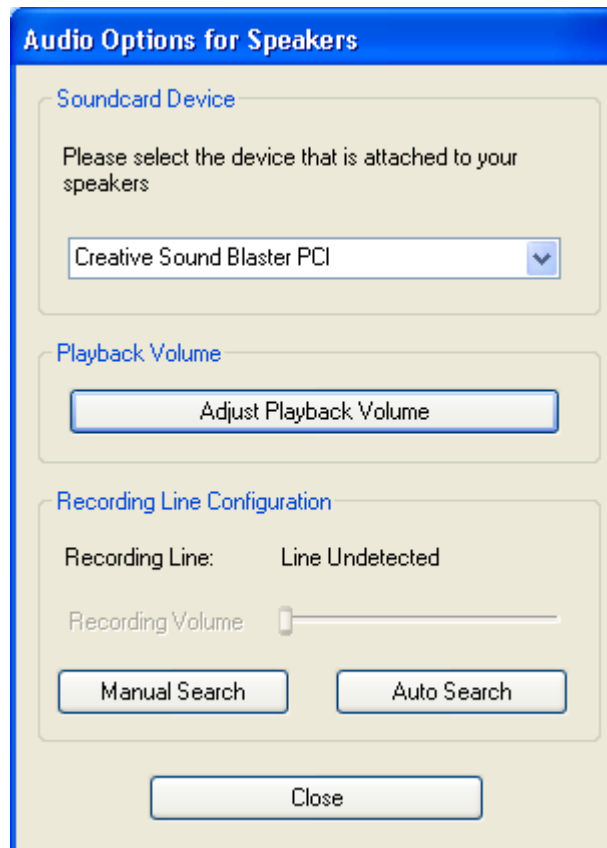 Audio Options for Speakers
Soundcard Device
Please select the device that is attached to your
speakers
Creative Sound Blaster PCI
Playback Volume
Adjust Playback Volume
Recording Line Configuration
Recording Line: Line Undetected
Recording Volume
Manual Search Auto Search
Close